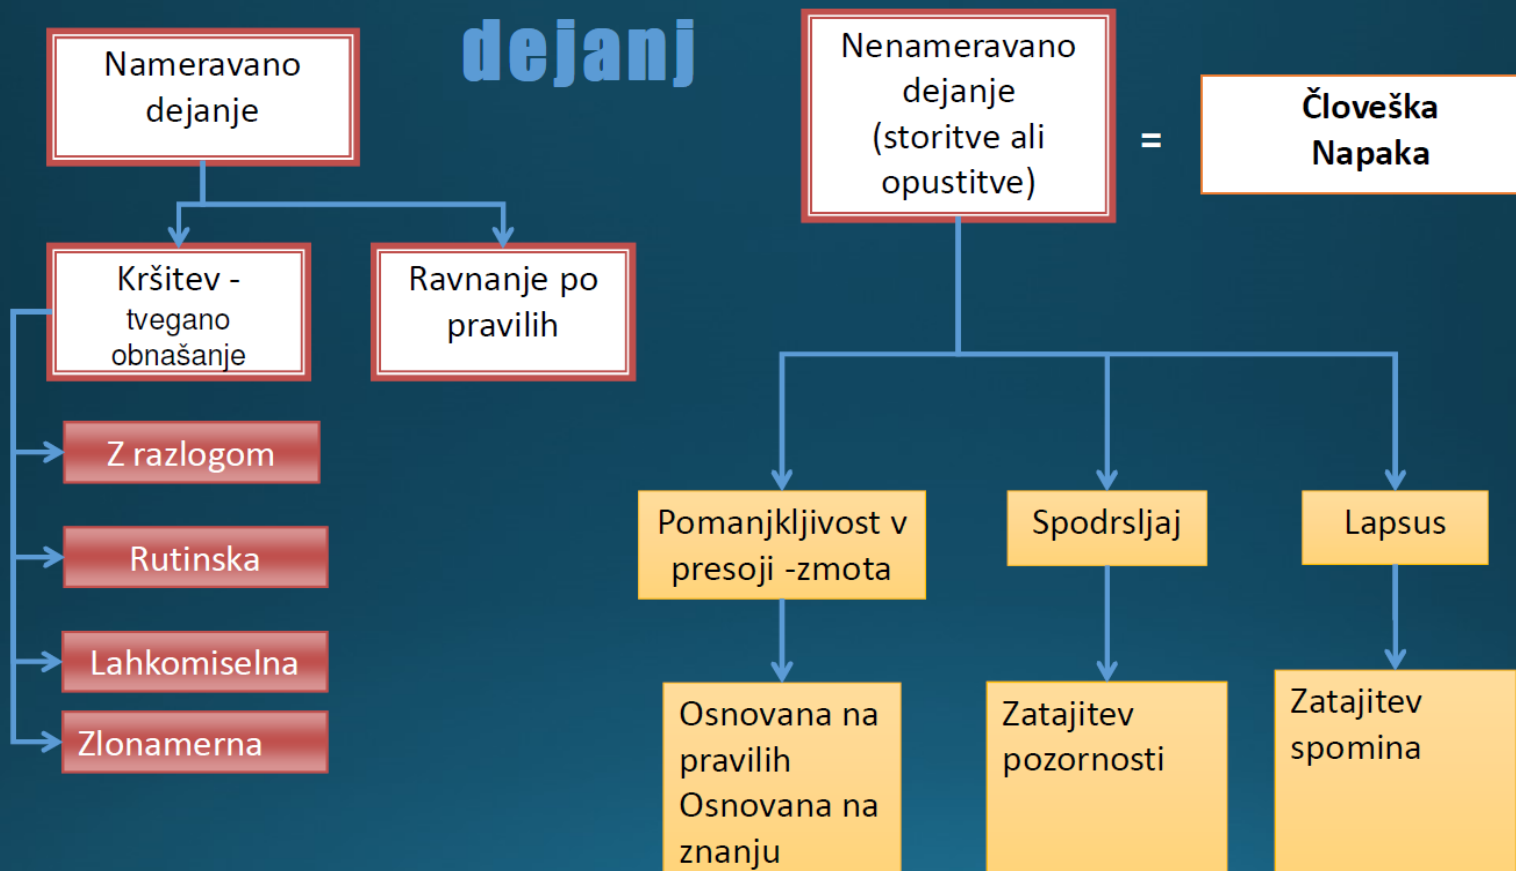 dejanj
Nameravano
dejanje
Nenameravano
dejanje
(storitve ali
opustitve)
=
Človeška
Napaka
Kršitev -
tvegano
obnašanje
Ravnanje po
pravilih
Z razlogom
Rutinska
Lahkomiselna
Zlonamerna
Pomanjkljivost v
presoji -zmota
Spodrsljaj
Lapsus
Osnovana na
pravilih
Osnovana na
znanju
Zatajitev
pozornosti
Zatajitev
spomina